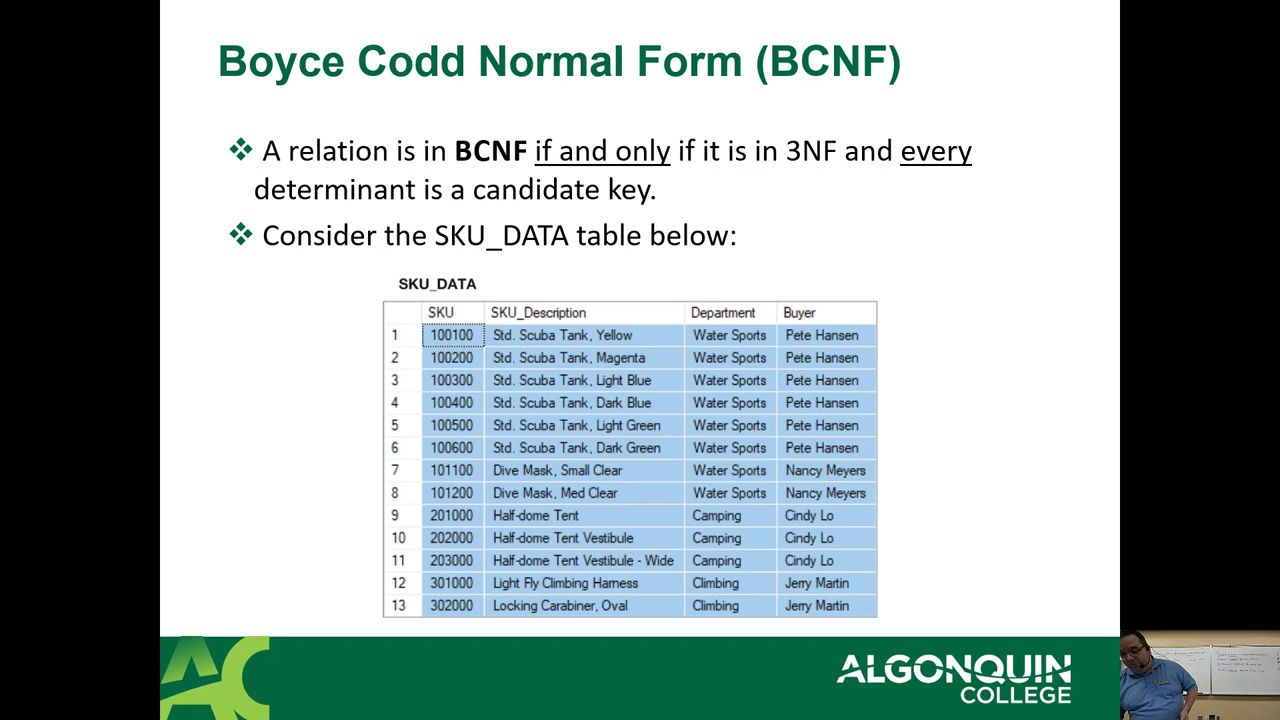 Boyce Codd Normal Form (BCNF)
A relation is in BCNF if and only if it is in 3NF and every
determinant is a candidate key.
Consider the SKU_DATA table below:
SKU_DATA
SKU SKU_Description Department Buyer
1 100100 Std. Scuba Tank, Yellow Water Sports Pete Hansen
2 100200 Std. Scuba Tank, Magenta Water Sports Pete Hansen
3 100300 Std. Scuba Tank, Light Blue Water Sports Pete Hansen
4 100400 Std. Scuba Tank, Dark Blue Water Sports Pete Hansen
5 100500 Std. Scuba Tank, Light Green Water Sports Pete Hansen
6 100600 Std. Scuba Tank, Dark Green Water Sports Pete Hansen
7 101100 Dive Mask, Small Clear Water Sports Nancy Meyers
8 101200 Dive Mask, Med Clear Water Sports Nancy Meyers
9 201000 Half-dome Tent Camping Cindy Lo
10 202000 Half-dome Tent Vestibule Camping Cindy Lo
11 203000 Half-dome Tent Vestibule - Wide Camping Cindy Lo
12 301000 Light Fly Climbing Harness Climbing Jerry Martin
13 302000 Locking Carabiner, Oval Climbing Jerry Martin
AC
ALGONQUIN
COLLEGE